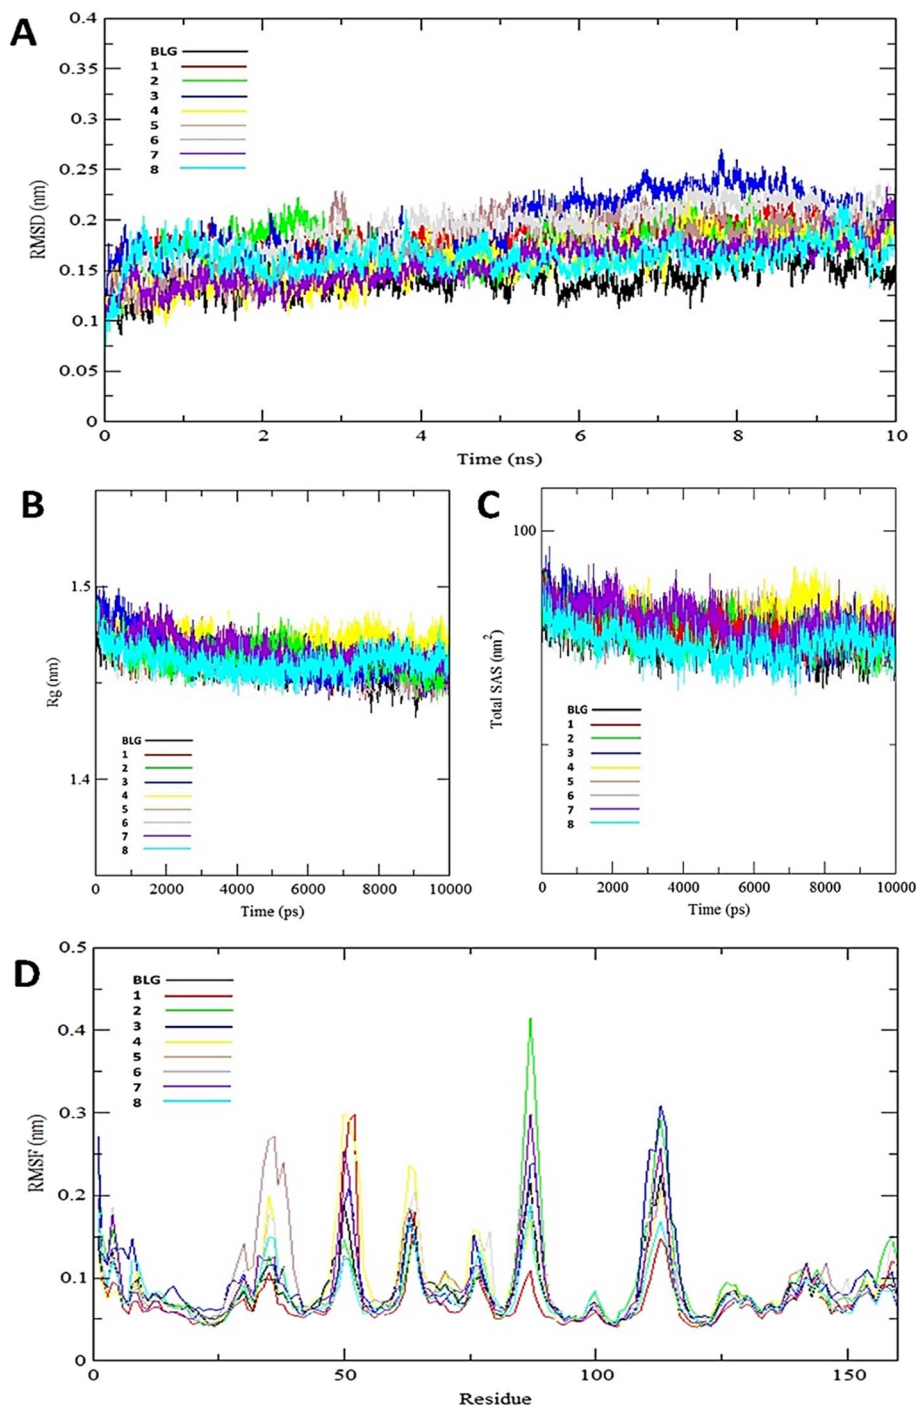 A
0.4
0.35
0.3
0.25
0.2
0.15
0.1
0.05
0
RMSD (nm)
BLG
1
2
3
4
5
6
7
8
0 2 4 6 8 10
Time (ns)
B
1.5
1.4
Rg (nm)
BLG
1
2
3
4
5
6
7
8
0 2000 4000 6000 8000 10000
Time (ps)
C
100
Total SAS (nm²)
BLG
1
2
3
4
5
6
7
8
0 2000 4000 6000 8000 10000
Time (ps)
D
0.5
0.4
0.3
0.2
0.1
0
RMSF (nm)
BLG
1
2
3
4
5
6
7
8
0 50 100 150
Residue